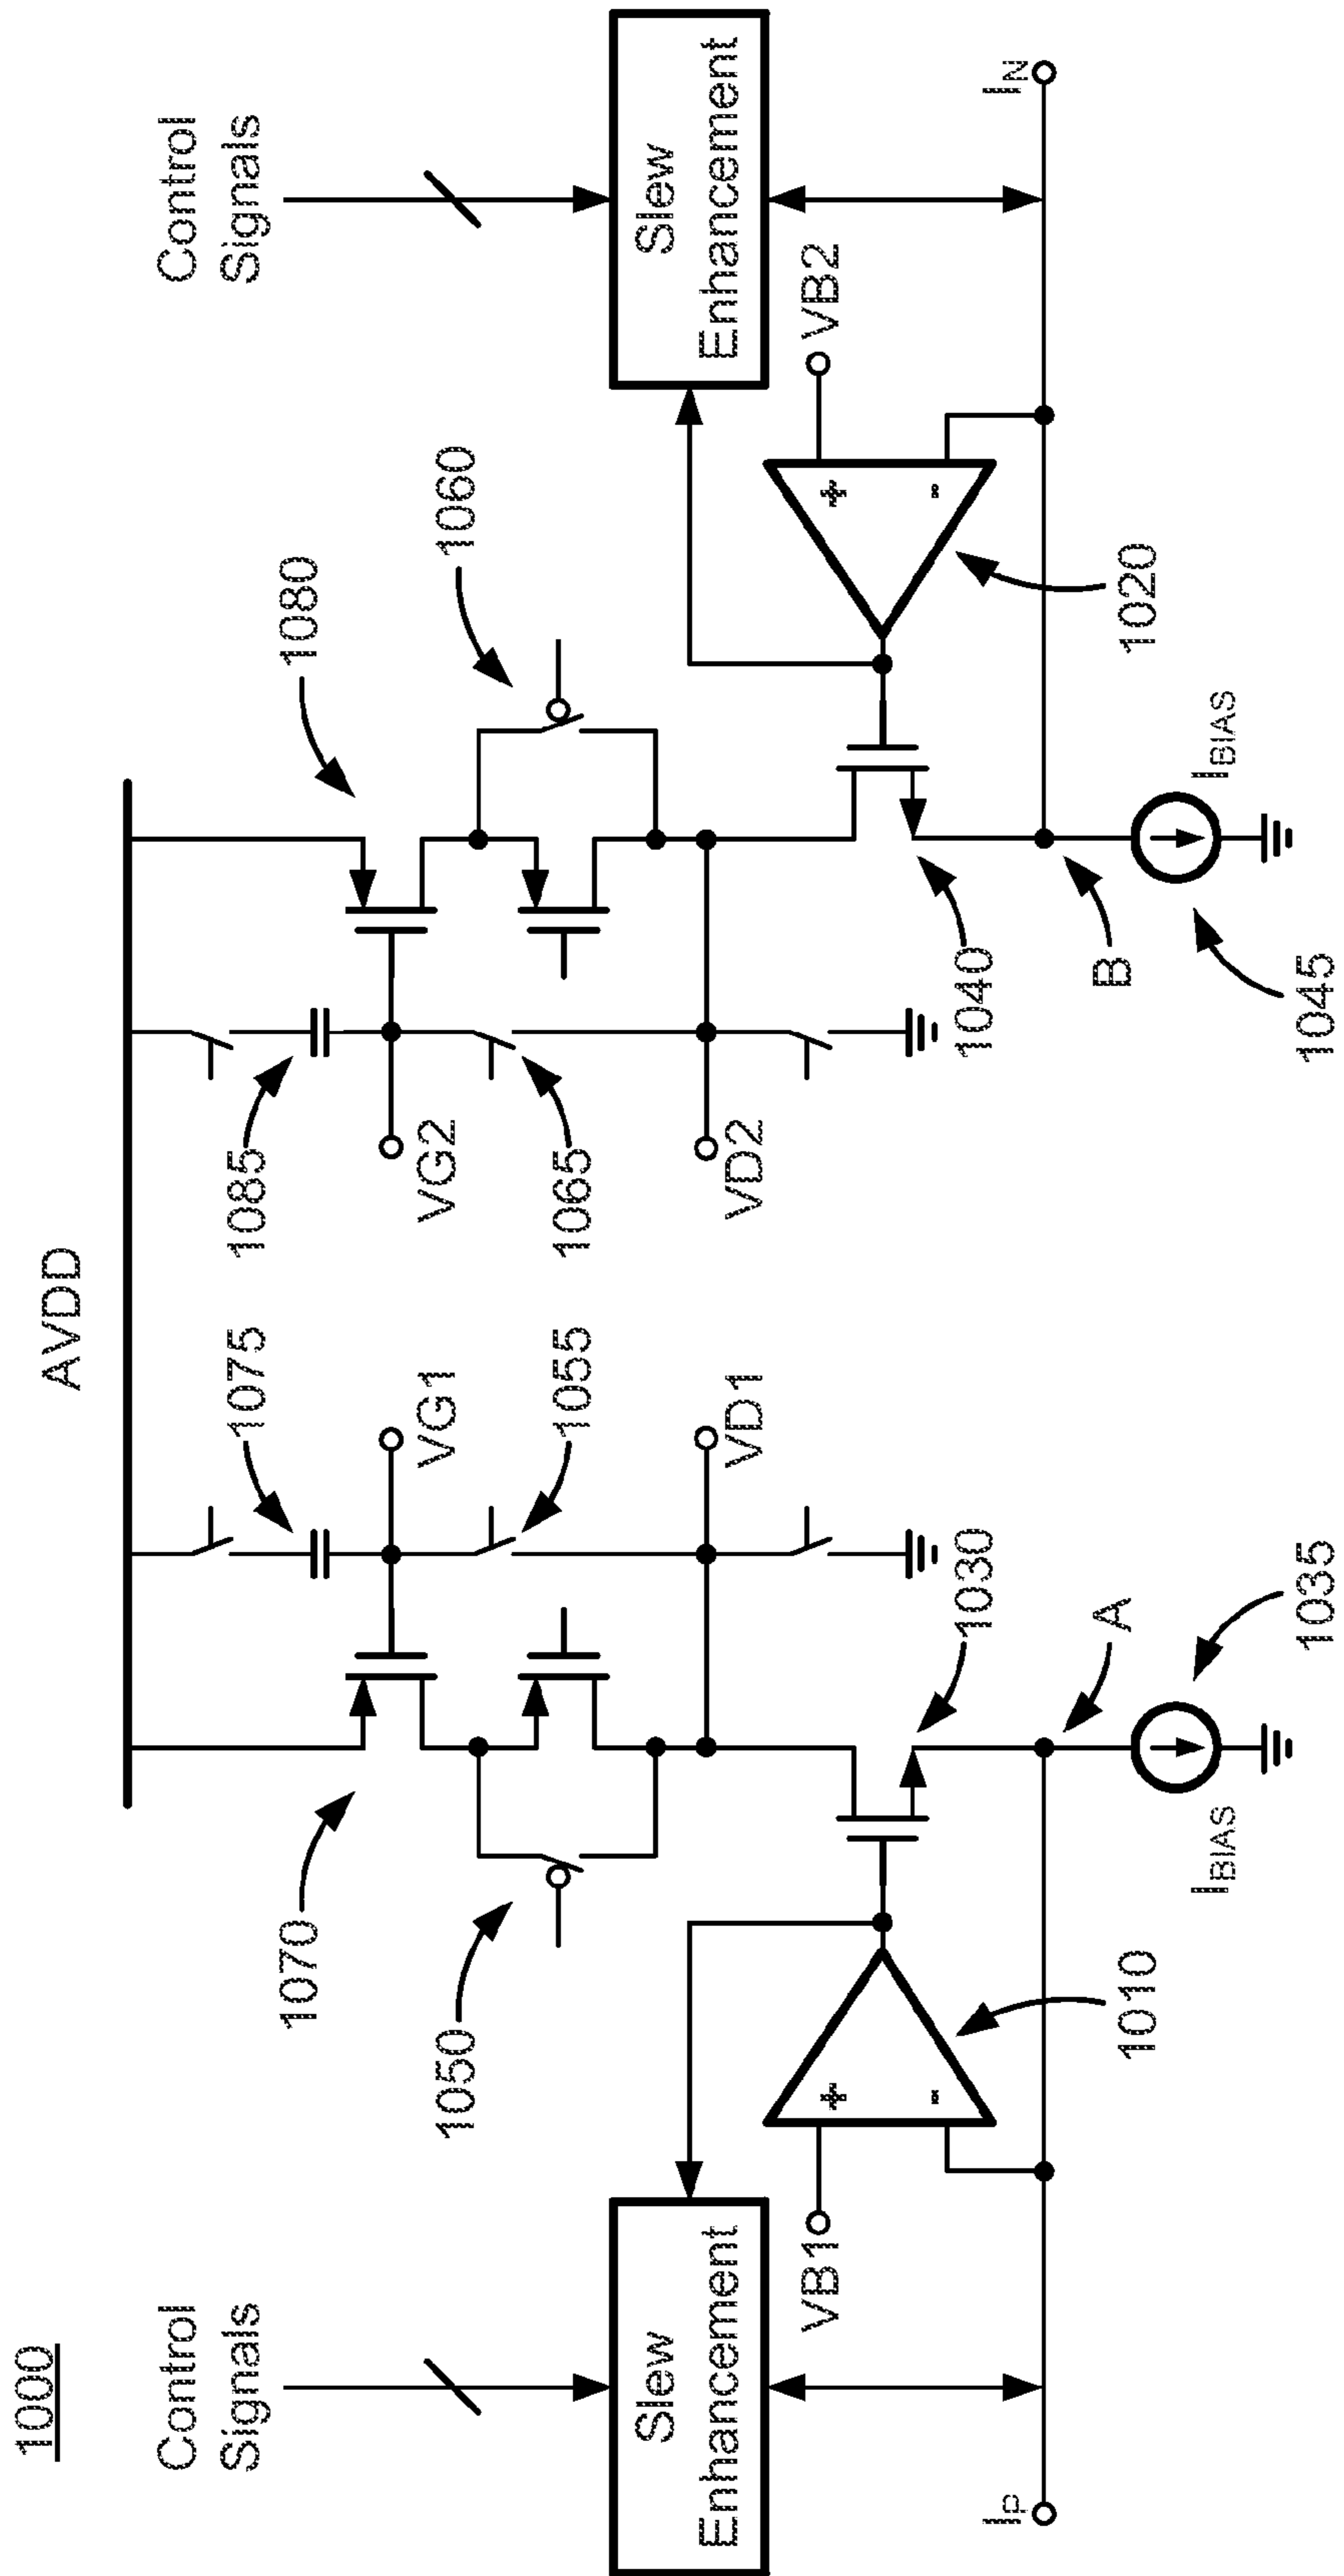 1000
Control
Signals
Control
Signals
AVDD
1070
1075
1085
1080
Slew
Enhancement
Slew
Enhancement
VG1
VG2
1050
1055
1065
1060
VB1
VD1
VD2
VB2
+
-
+
-
1010
1030
1040
1020
A
B
IP
IN
IBIAS
IBIAS
1035
1045